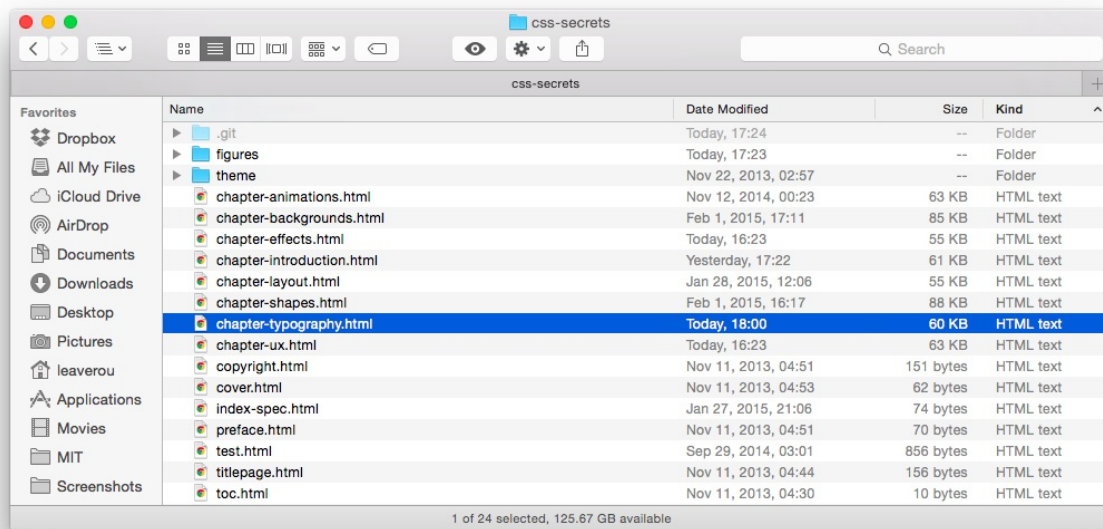 css-secrets
Search
css-secrets
Favorites
Dropbox
All My Files
iCloud Drive
AirDrop
Documents
Downloads
Desktop
Pictures
leaverou
Applications
Movies
MIT
Screenshots
Name Date Modified Size Kind
.git Today, 17:24 -- Folder
figures Today, 17:23 -- Folder
theme Nov 22, 2013, 02:57 -- Folder
chapter-animations.html Nov 12, 2014, 00:23 63 KB HTML text
chapter-backgrounds.html Feb 1, 2015, 17:11 85 KB HTML text
chapter-effects.html Today, 16:23 55 KB HTML text
chapter-introduction.html Yesterday, 17:22 61 KB HTML text
chapter-layout.html Jan 28, 2015, 12:06 55 KB HTML text
chapter-shapes.html Feb 1, 2015, 16:17 88 KB HTML text
chapter-typography.html Today, 18:00 60 KB HTML text
chapter-ux.html Today, 16:23 63 KB HTML text
copyright.html Nov 11, 2013, 04:51 151 bytes HTML text
cover.html Nov 11, 2013, 04:53 62 bytes HTML text
index-spec.html Jan 27, 2015, 21:06 74 bytes HTML text
preface.html Nov 11, 2013, 04:51 70 bytes HTML text
test.html Sep 29, 2014, 03:01 856 bytes HTML text
titlepage.html Nov 11, 2013, 04:44 156 bytes HTML text
toc.html Nov 11, 2013, 04:30 10 bytes HTML text
1 of 24 selected, 125.67 GB available